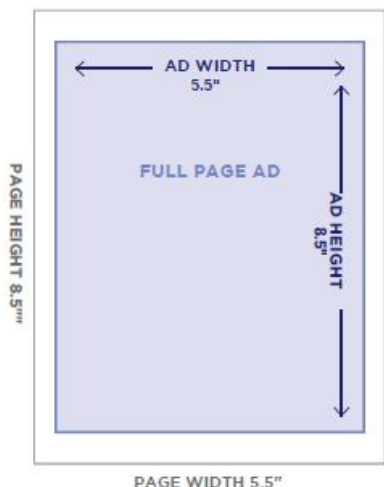 AD WIDTH
5.5"
FULL PAGE AD
AD HEIGHT
8.5"
PAGE HEIGHT 8.5""
PAGE WIDTH 5.5"